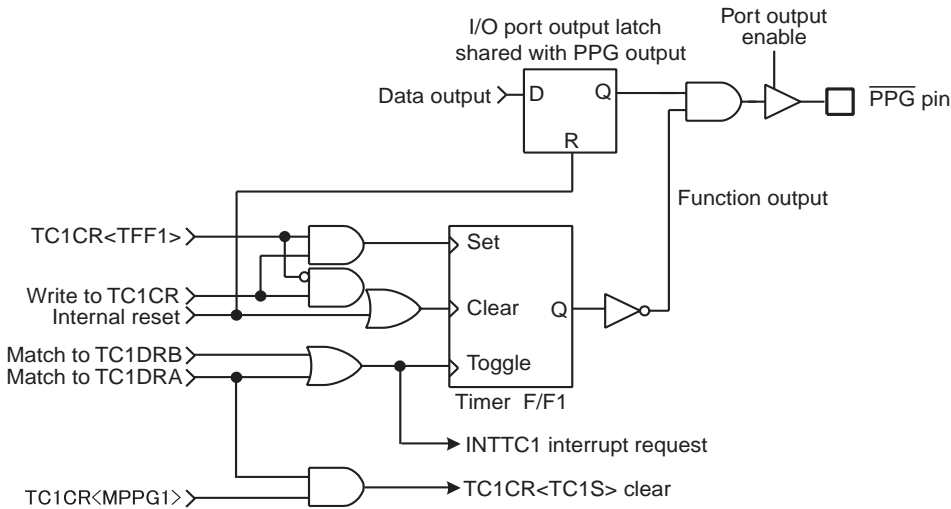 I/O port output latch
shared with PPG output
Port output
enable
Data output
D
Q
R
PPG pin
Function output
TC1CR<TFF1>
Set
Write to TC1CR
Internal reset
Clear
Q
Match to TC1DRB
Match to TC1DRA
Toggle
Timer F/F1
INTTC1 interrupt request
TC1CR<TC1S> clear
TC1CR<MPPG1>